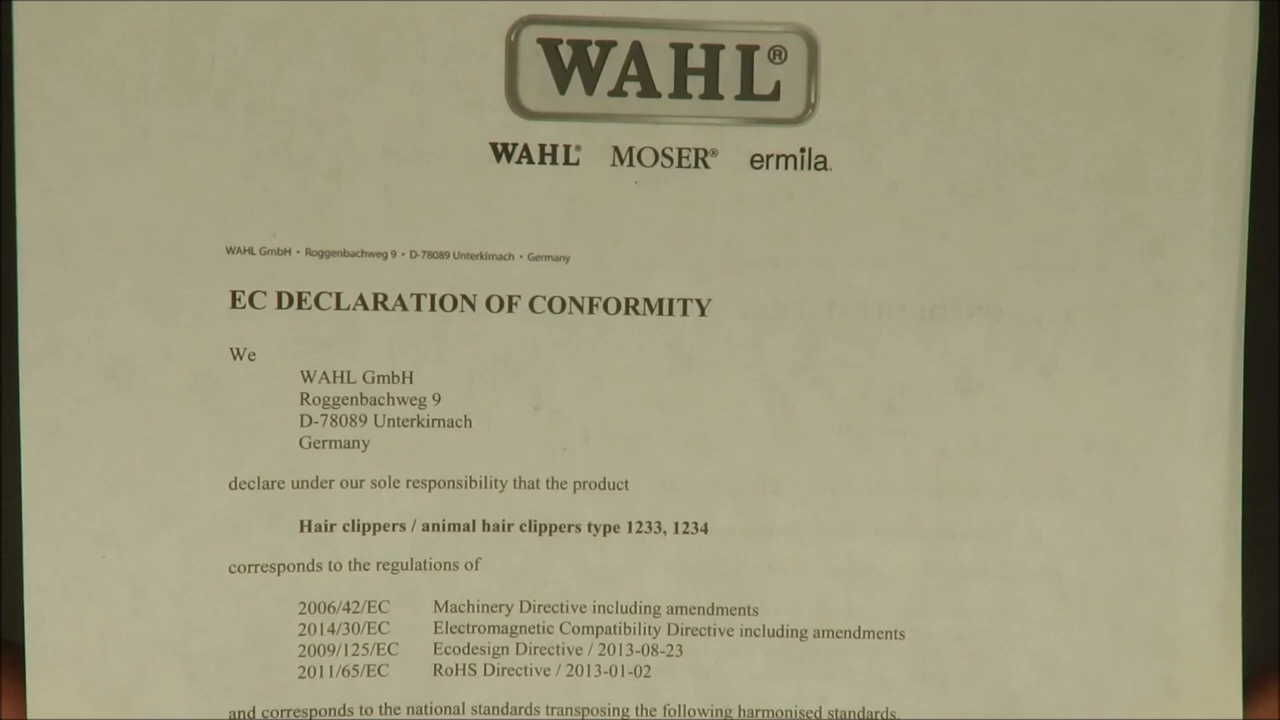 WAHL®
WAHL® MOSER® ermila.
WAHL GmbH • Roggenbachweg 9 • D-78089 Unterkirnach • Germany
EC DECLARATION OF CONFORMITY
We
WAHL GmbH
Roggenbachweg 9
D-78089 Unterkirnach
Germany
declare under our sole responsibility that the product
Hair clippers / animal hair clippers type 1233, 1234
corresponds to the regulations of
2006/42/EC Machinery Directive including amendments
2014/30/EC Electromagnetic Compatibility Directive including amendments
2009/125/EC Ecodesign Directive / 2013-08-23
2011/65/EC RoHS Directive / 2013-01-02
and corresponds to the national standards transposing the following harmonised standards,